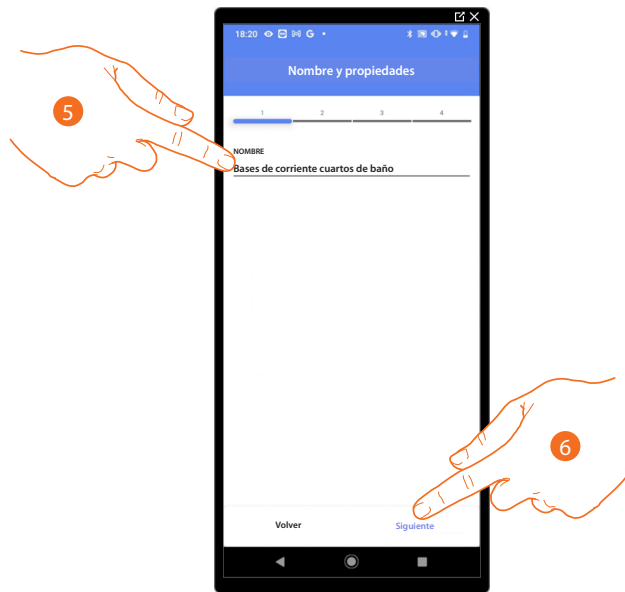 18:20 G
Nombre y propiedades
1 2 3 4
NOMBRE
Bases de corriente cuartos de baño
5
6
Volver Siguiente